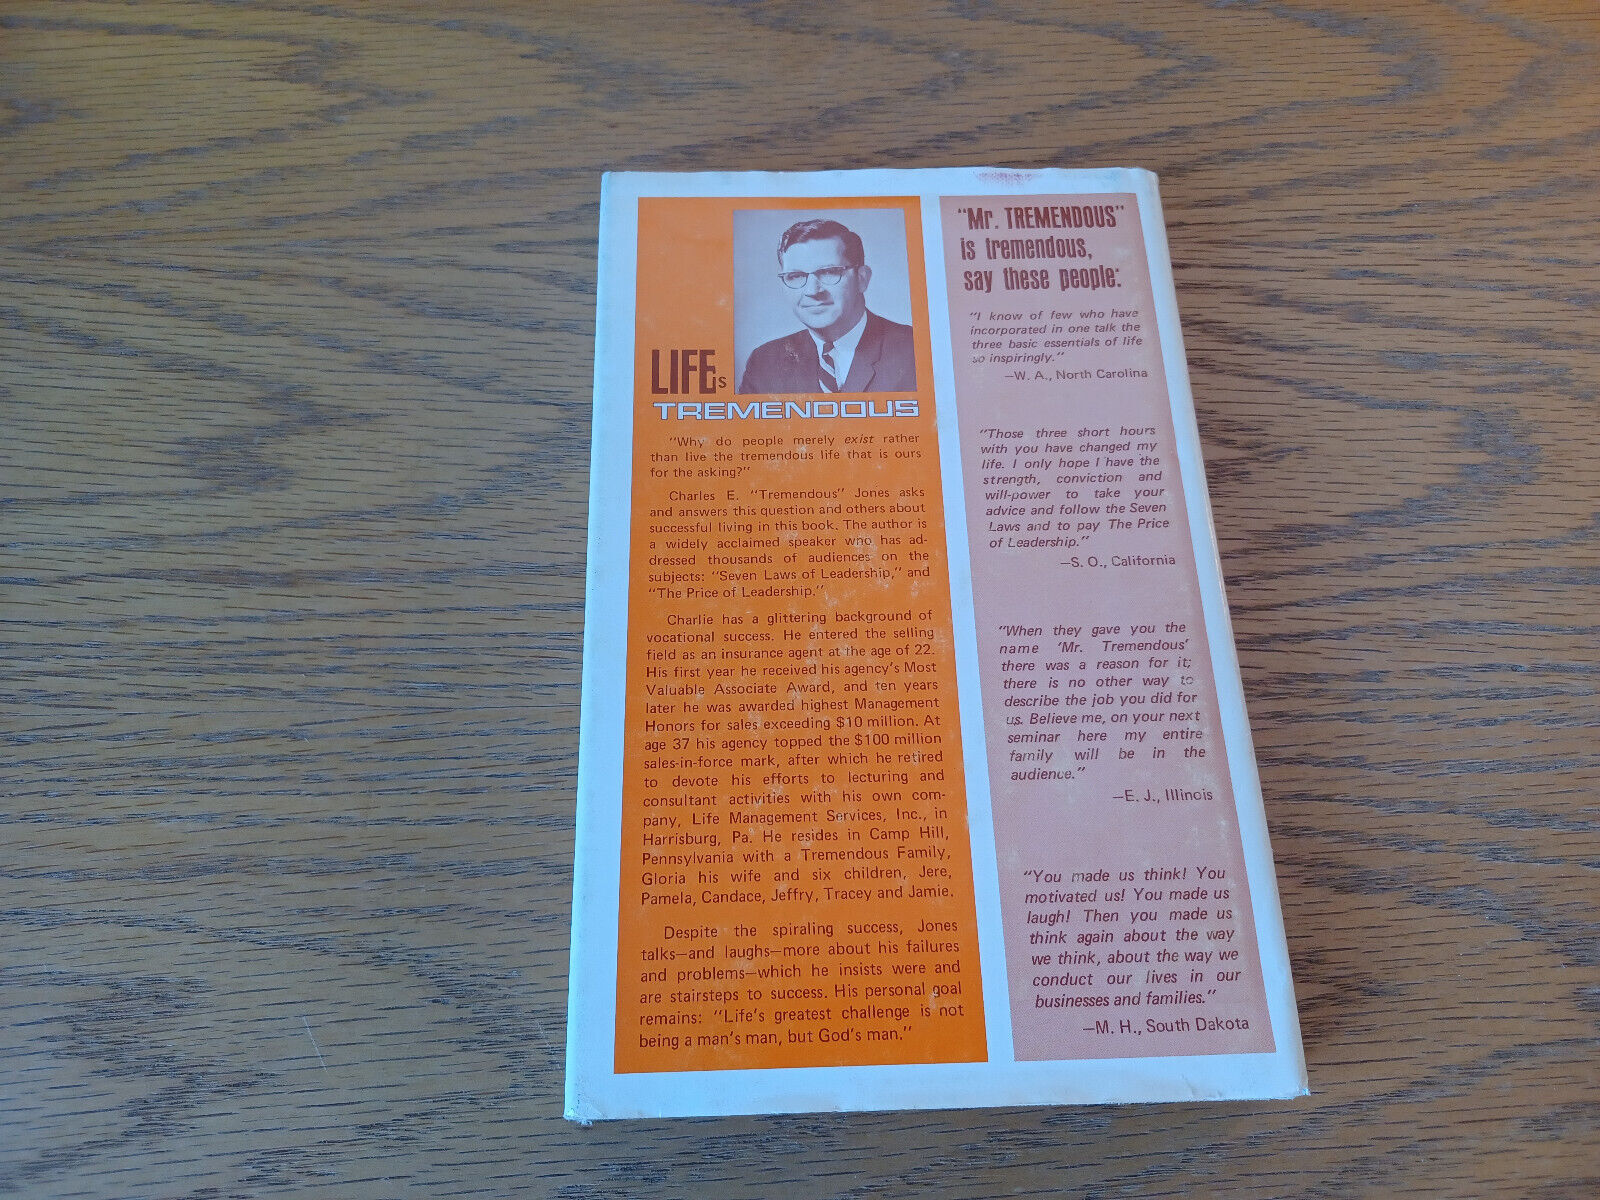 LIFE is
TREMENDOUS
"Why do people merely exist rather
than live the tremendous life that is ours
for the asking?"
Charles E. "Tremendous" Jones asks
and answers this question and others about
successful living in this book. The author is
a widely acclaimed speaker who has ad-
dressed thousands of audiences on the
subjects: "Seven Laws of Leadership," and
"The Price of Leadership."
Charlie has a glittering background of
vocational success. He entered the selling
field as an insurance agent at the age of 22.
His first year he received his agency's Most
Valuable Associate Award, and ten years
later he was awarded highest Management
Honors for sales exceeding $10 million. At
age 37 his agency topped the $100 million
sales-in-force mark, after which he retired
to devote his efforts to lecturing and
consultant activities with his own com-
pany, Life Management Services, Inc., in
Harrisburg, Pa. He resides in Camp Hill,
Pennsylvania with a Tremendous Family,
Gloria his wife and six children, Jere,
Pamela, Candace, Jeffry, Tracey and Jamie.
Despite the spiraling success, Jones
talks—and laughs—more about his failures
and problems—which he insists were and
are stairsteps to success. His personal goal
remains: "Life's greatest challenge is not
being a man's man, but God's man."
"Mr. TREMENDOUS"
is tremendous,
say these people:
"I know of few who have
incorporated in one talk the
three basic essentials of life
so inspiringly."
—W. A., North Carolina
"Those three short hours
with you have changed my
life. I only hope I have the
strength, conviction and
will-power to take your
advice and follow the Seven
Laws and to pay The Price
of Leadership."
—S. O., California
"When they gave you the
name 'Mr. Tremendous'
there was a reason for it;
there is no other way to
describe the job you did for
us. Believe me, on your next
seminar here my entire
family will be in the
audience."
—E. J., Illinois
"You made us think! You
motivated us! You made us
laugh! Then you made us
think again about the way
we think, about the way we
conduct our lives in our
businesses and families."
—M. H., South Dakota